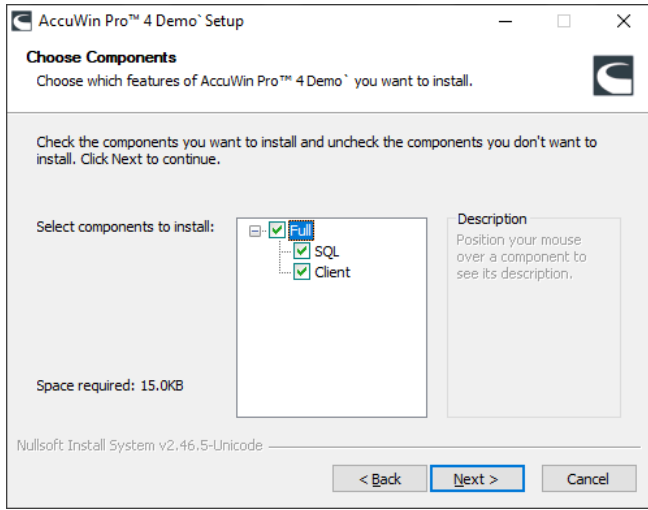 AccuWin Pro™ 4 Demo` Setup
Choose Components
Choose which features of AccuWin Pro™ 4 Demo` you want to install.
Check the components you want to install and uncheck the components you don't want to
install. Click Next to continue.
Select components to install:
Full
SQL
Client
Description
Position your mouse
over a component to
see its description.
Space required: 15.0KB
Nullsoft Install System v2.46.5-Unicode
< Back
Next >
Cancel